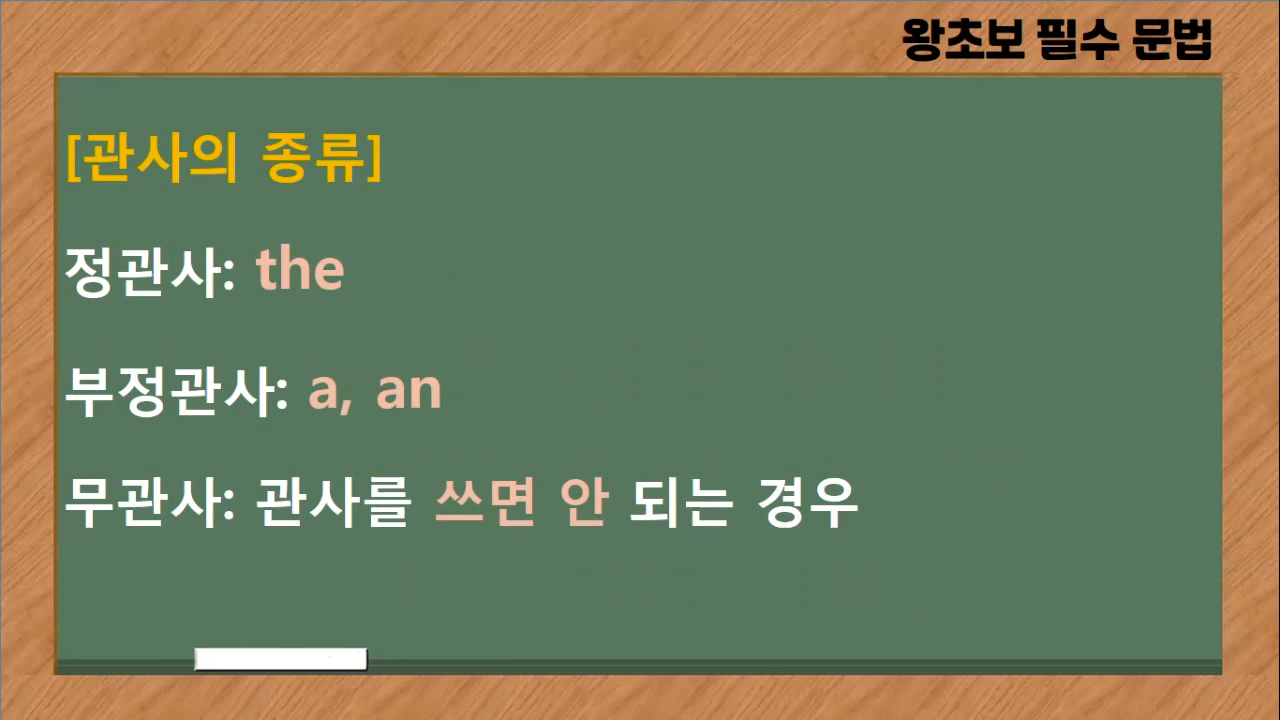 왕초보 필수 문법
[관사의 종류]
정관사: the
부정관사: a, an
무관사: 관사를 쓰면 안 되는 경우